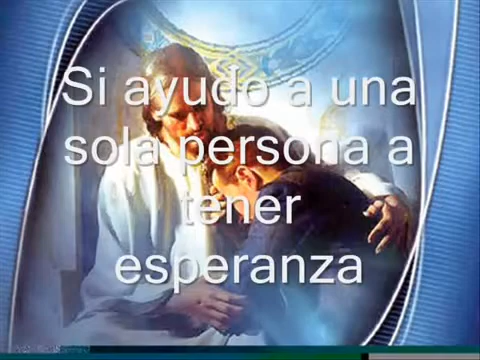 Si ayudo a una
sola persona a
tener
esperanza